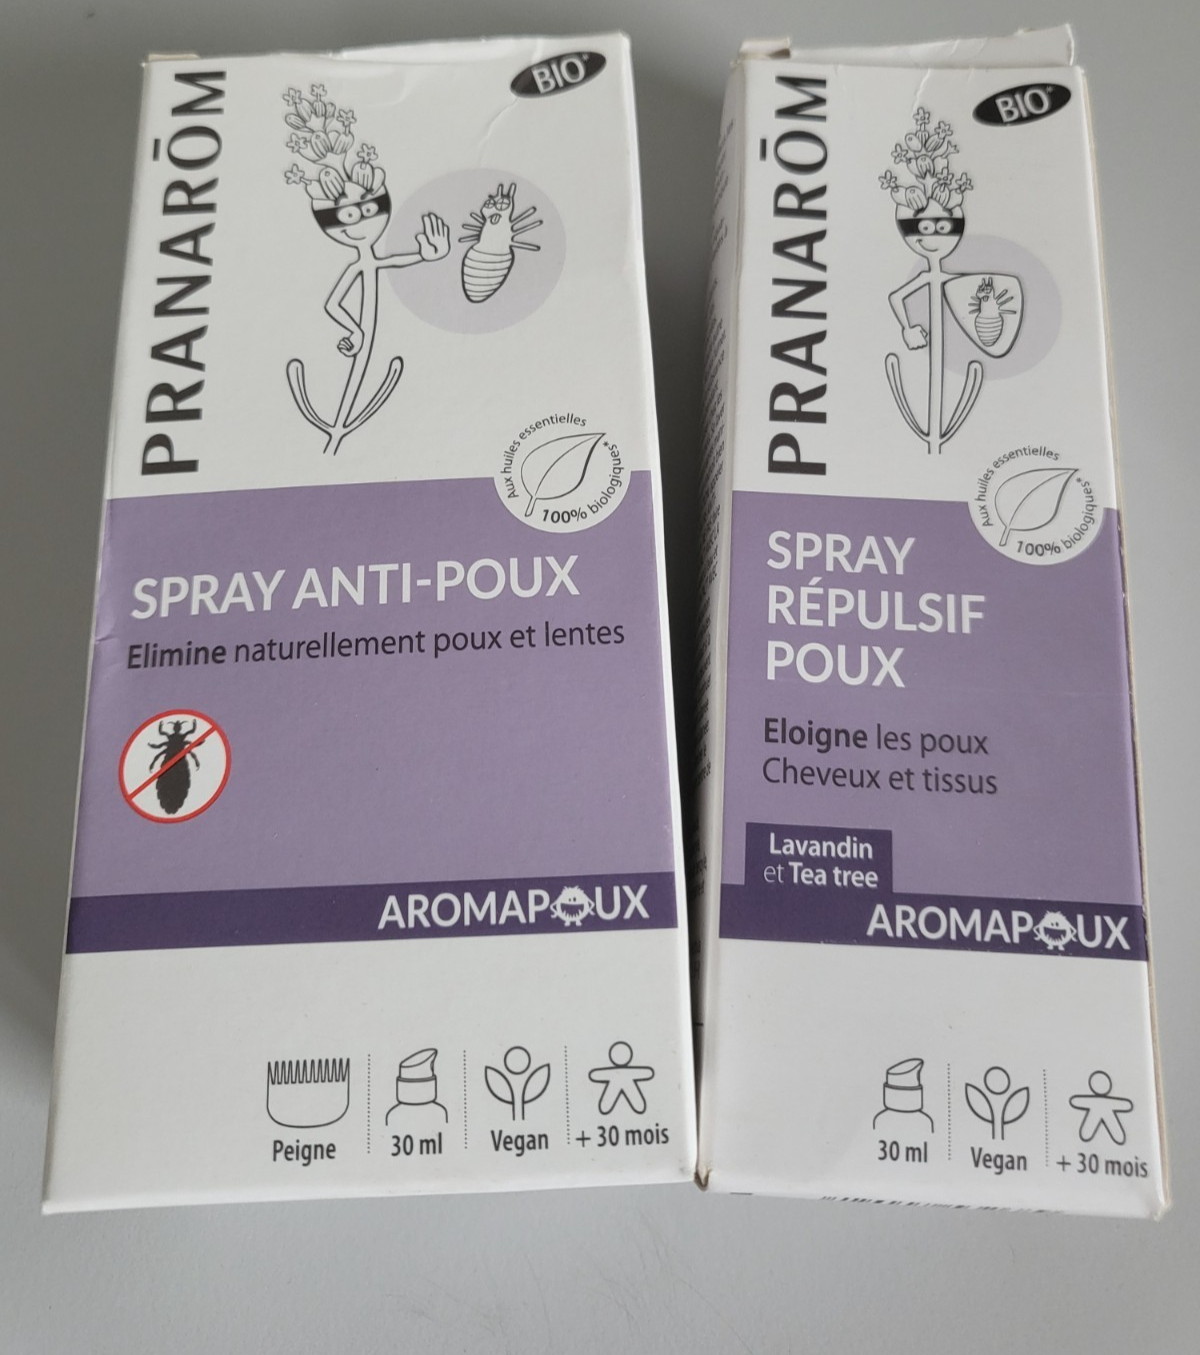 PRANARŌM
BIO*
Aux huiles essentielles
100% biologiques*
SPRAY ANTI-POUX
Elimine naturellement poux et lentes
AROMAPOUX
Peigne
30 ml
Vegan
+ 30 mois
PRANARŌM
BIO*
Aux huiles essentielles
100% biologiques*
SPRAY
RÉPULSIF
POUX
Eloigne les poux
Cheveux et tissus
Lavandin
et Tea tree
AROMAPOUX
30 ml
Vegan
+ 30 mois